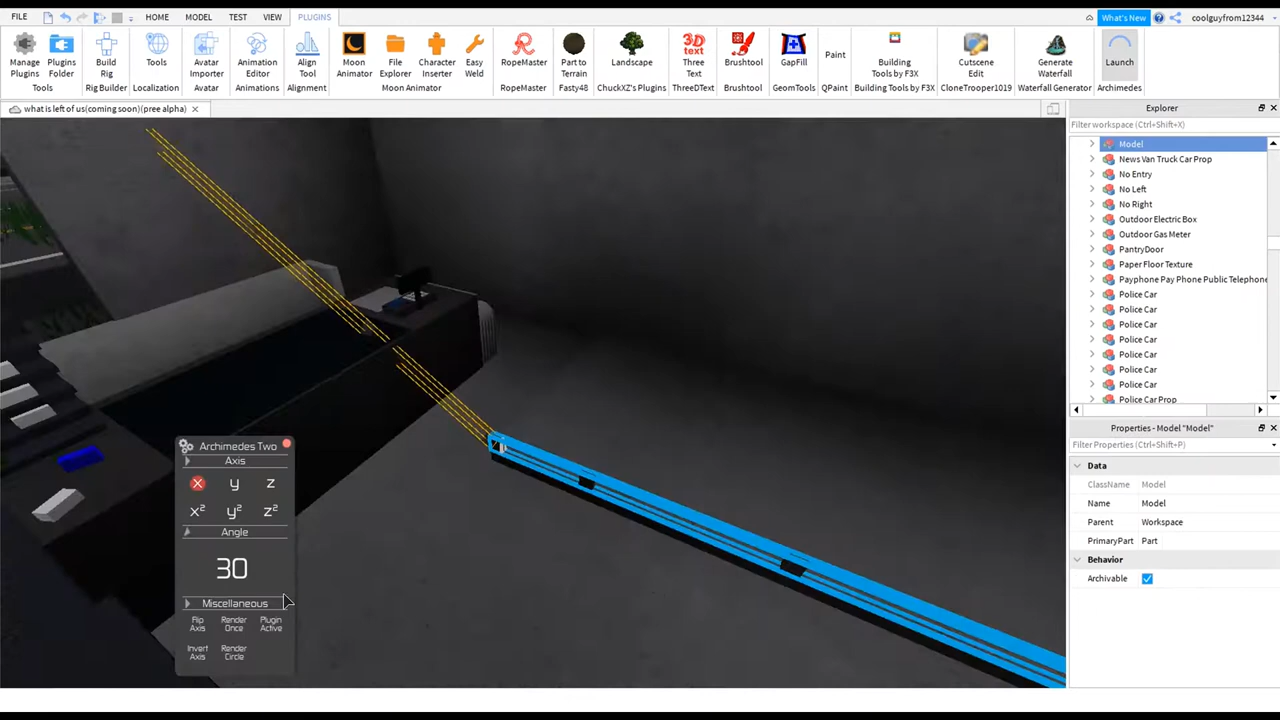 FILE
HOME
MODEL
TEST
VIEW
PLUGINS
What's New
coolguyfrom12344
Manage Plugins
Plugins Folder
Build Rig
Tools
Avatar Importer
Animation Editor
Align Tool
Moon Animator
File Explorer
Character Inserter
Easy Weld
RopeMaster
Part to Terrain
Landscape
Three Text
Brushtool
GapFill
Paint
Building Tools by F3X
Cutscene Edit
Generate Waterfall
Launch
Tools
Rig Builder
Localization
Avatar
Animations
Alignment
Moon Animator
RopeMaster
Fasty48
ChuckXZ's Plugins
ThreeDText
Brushtool
GeomTools
QPaint
Building Tools by F3X
CloneTrooper1019
Waterfall Generator
Archimedes
what is left of us(coming soon)(pree alpha)
Explorer
Filter workspace (Ctrl+Shift+X)
Model
News Van Truck Car Prop
No Entry
No Left
No Right
Outdoor Electric Box
Outdoor Gas Meter
PantryDoor
Paper Floor Texture
Payphone Pay Phone Public Telephone
Police Car
Police Car
Police Car
Police Car
Police Car
Police Car
Police Car
Police Car Prop
Properties - Model "Model"
Filter Properties (Ctrl+Shift+P)
Data
ClassName Model
Name Model
Parent Workspace
PrimaryPart Part
Behavior
Archivable
Archimedes Two
Axis
X y z
x² y² z²
Angle
30
Miscellaneous
Flip Axis
Render Once
Plugin Active
Invert Axis
Render Circle